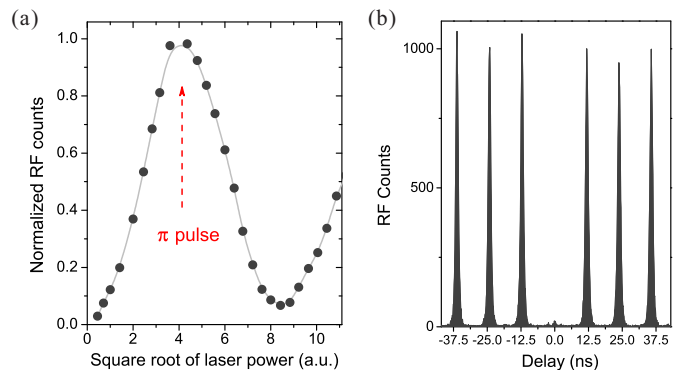 (a)
1.0
0.8
0.6
0.4
0.2
0.0
Normalized RF counts
π pulse
0 2 4 6 8 10
Square root of laser power (a.u.)
(b)
1000
500
0
RF Counts
-37.5 -25.0 -12.5 0.0 12.5 25.0 37.5
Delay (ns)